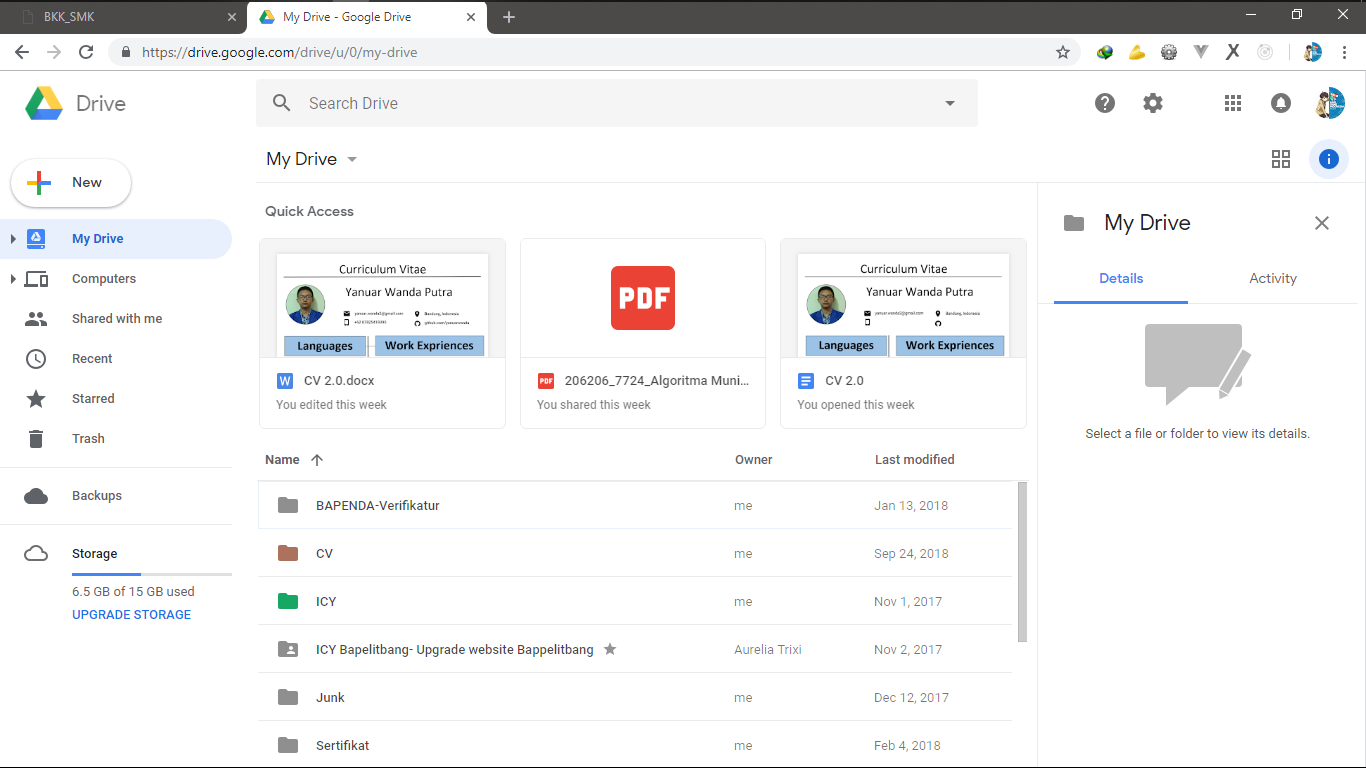 BKK_SMK
My Drive - Google Drive
https://drive.google.com/drive/u/0/my-drive
Drive
Search Drive
My Drive
New
My Drive
Computers
Shared with me
Recent
Starred
Trash
Backups
Storage
6.5 GB of 15 GB used
UPGRADE STORAGE
Quick Access
Curriculum Vitae
Yanuar Wanda Putra
Bandung, Indonesia
Languages
Work Expriences
W
CV 2.0.docx
You edited this week
PDF
PDF
206206_7724_Algoritma Muni...
You shared this week
Curriculum Vitae
Yanuar Wanda Putra
Bandung, Indonesia
Languages
Work Expriences
CV 2.0
You opened this week
Name Owner Last modified
BAPENDA-Verifikatur me Jan 13, 2018
CV me Sep 24, 2018
ICY me Nov 1, 2017
ICY Bapelitbang- Upgrade website Bappelitbang Aurelia Trixi Nov 2, 2017
Junk me Dec 12, 2017
Sertifikat me Feb 4, 2018
My Drive
Details Activity
Select a file or folder to view its details.